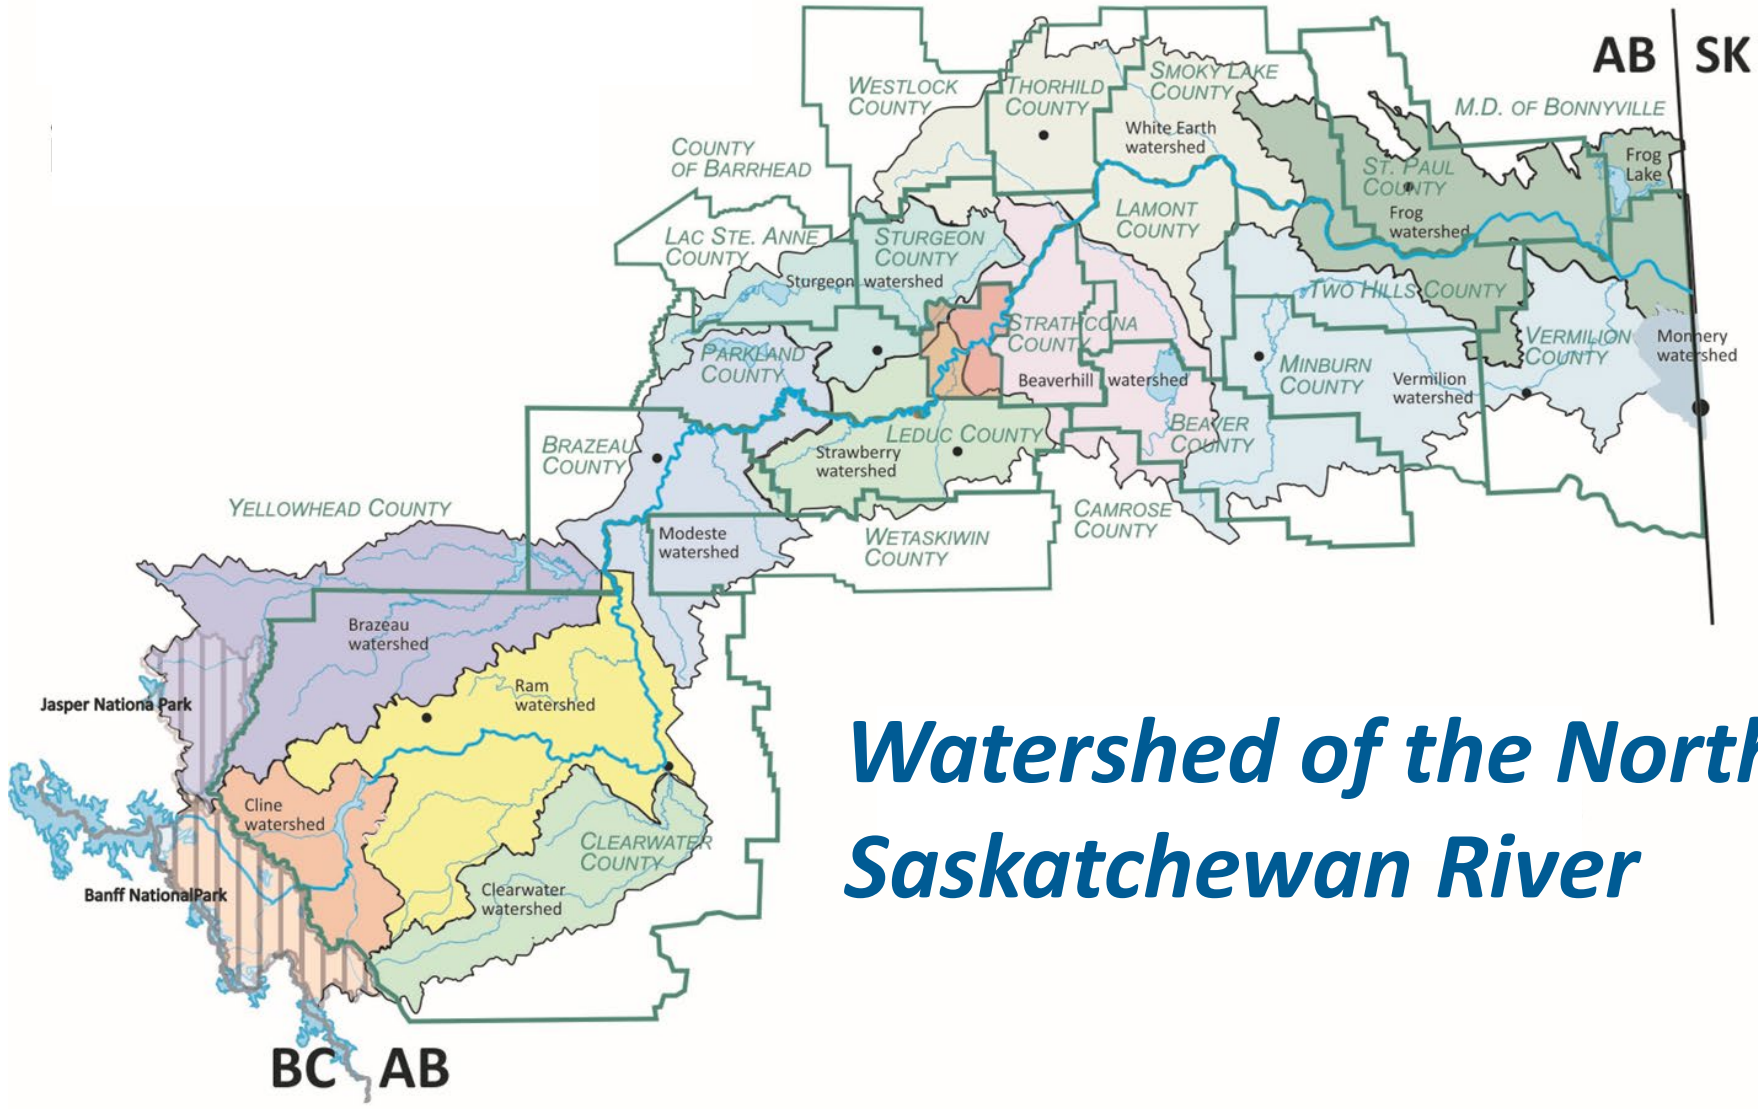 AB
SK
WESTLOCK
COUNTY
THORHILD
COUNTY
SMOKY LAKE
COUNTY
M.D. OF BONNYVILLE
White Earth
watershed
COUNTY
OF BARRHEAD
ST. PAUL
COUNTY
Frog
Lake
Frog
watershed
LAMONT
COUNTY
LAC STE. ANNE
COUNTY
STURGEON
COUNTY
Sturgeon watershed
TWO HILLS COUNTY
STRATHCONA
COUNTY
PARKLAND
COUNTY
Beaverhill watershed
MINBURN
COUNTY
Vermilion
watershed
VERMILION
COUNTY
Monnery
watershed
BRAZEAU
COUNTY
LEDUC COUNTY
Strawberry
watershed
BEAVER
COUNTY
YELLOWHEAD COUNTY
Modeste
watershed
WETASKIWIN
COUNTY
CAMROSE
COUNTY
Brazeau
watershed
Ram
watershed
Jasper Nationa Park
Watershed of the North
Saskatchewan River
Cline
watershed
CLEARWATER
COUNTY
Banff NationalPark
Clearwater
watershed
BC
AB